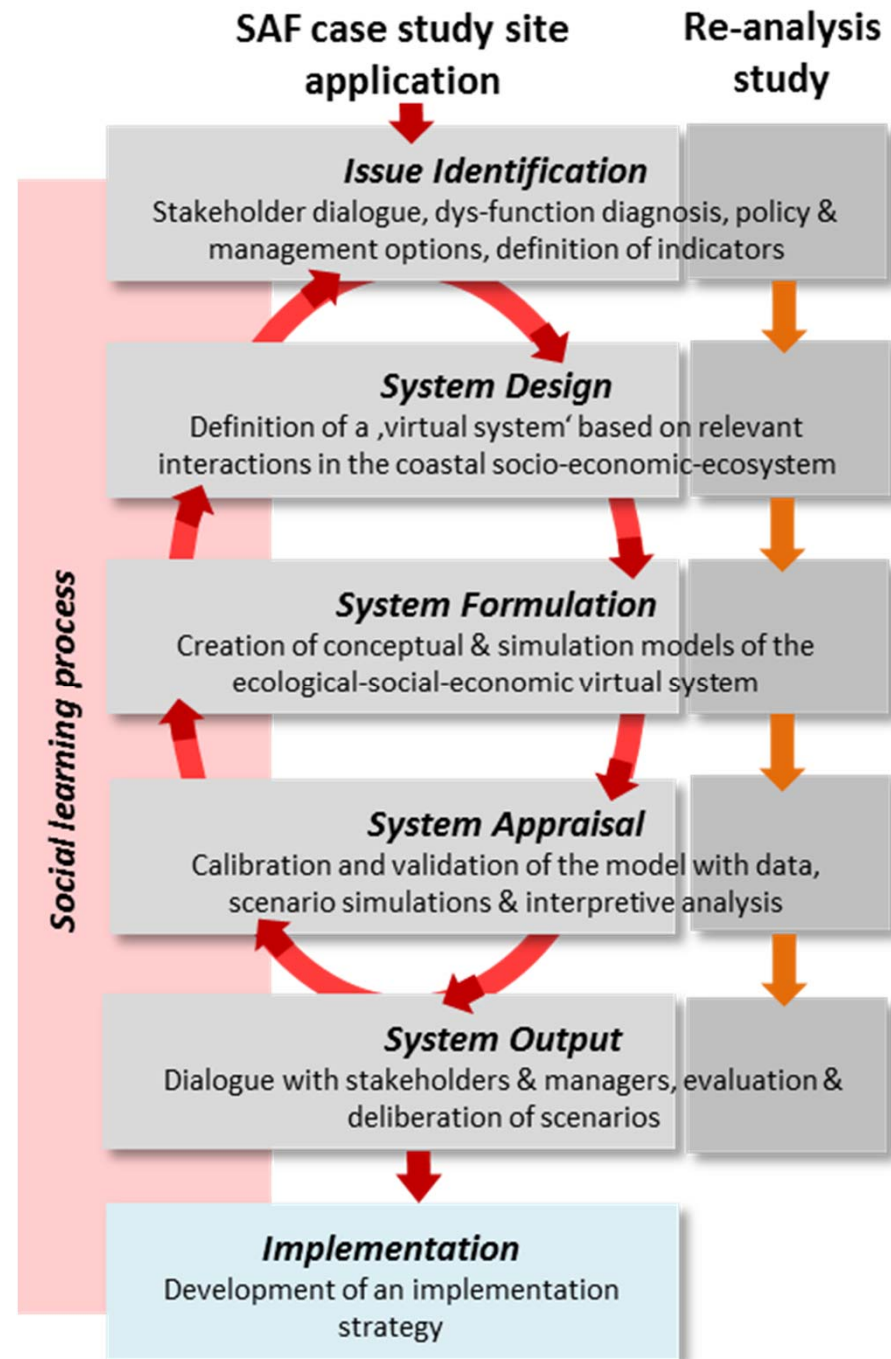 SAF case study site
application
Re-analysis
study
Issue Identification
Stakeholder dialogue, dys-function diagnosis, policy &
management options, definition of indicators
System Design
Definition of a ‚virtual system‘ based on relevant
interactions in the coastal socio-economic-ecosystem
System Formulation
Creation of conceptual & simulation models of the
ecological-social-economic virtual system
System Appraisal
Calibration and validation of the model with data,
scenario simulations & interpretive analysis
System Output
Dialogue with stakeholders & managers, evaluation &
deliberation of scenarios
Implementation
Development of an implementation
strategy
Social learning process